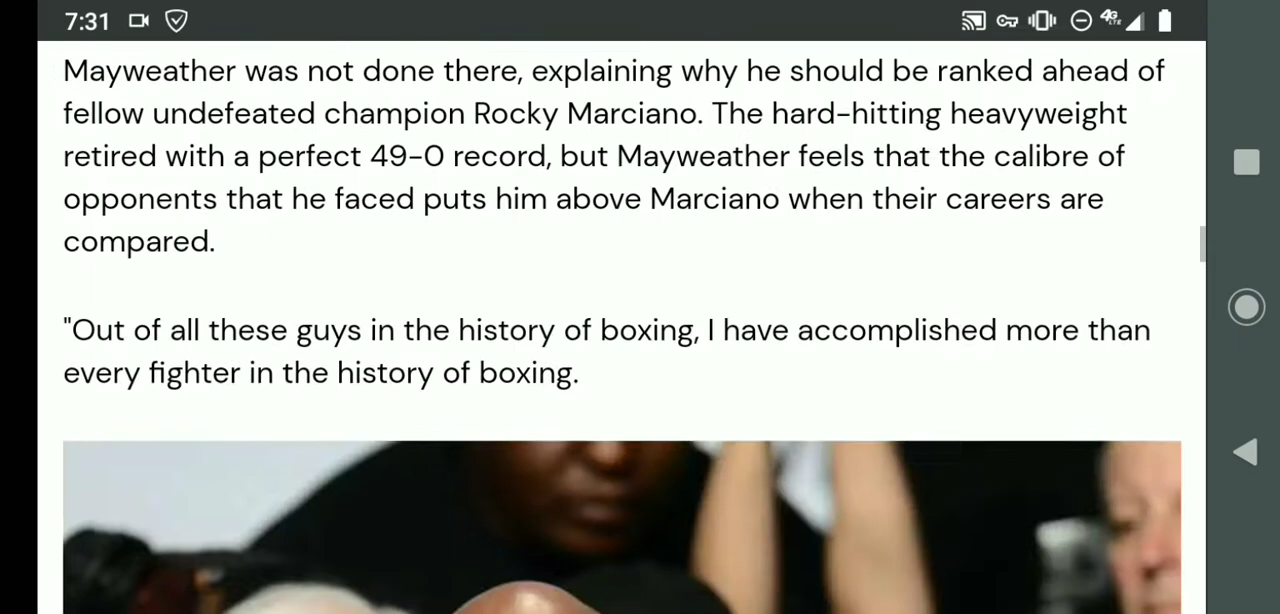 7:31
4G
LTE
Mayweather was not done there, explaining why he should be ranked ahead of
fellow undefeated champion Rocky Marciano. The hard-hitting heavyweight
retired with a perfect 49-0 record, but Mayweather feels that the calibre of
opponents that he faced puts him above Marciano when their careers are
compared.
"Out of all these guys in the history of boxing, I have accomplished more than
every fighter in the history of boxing.